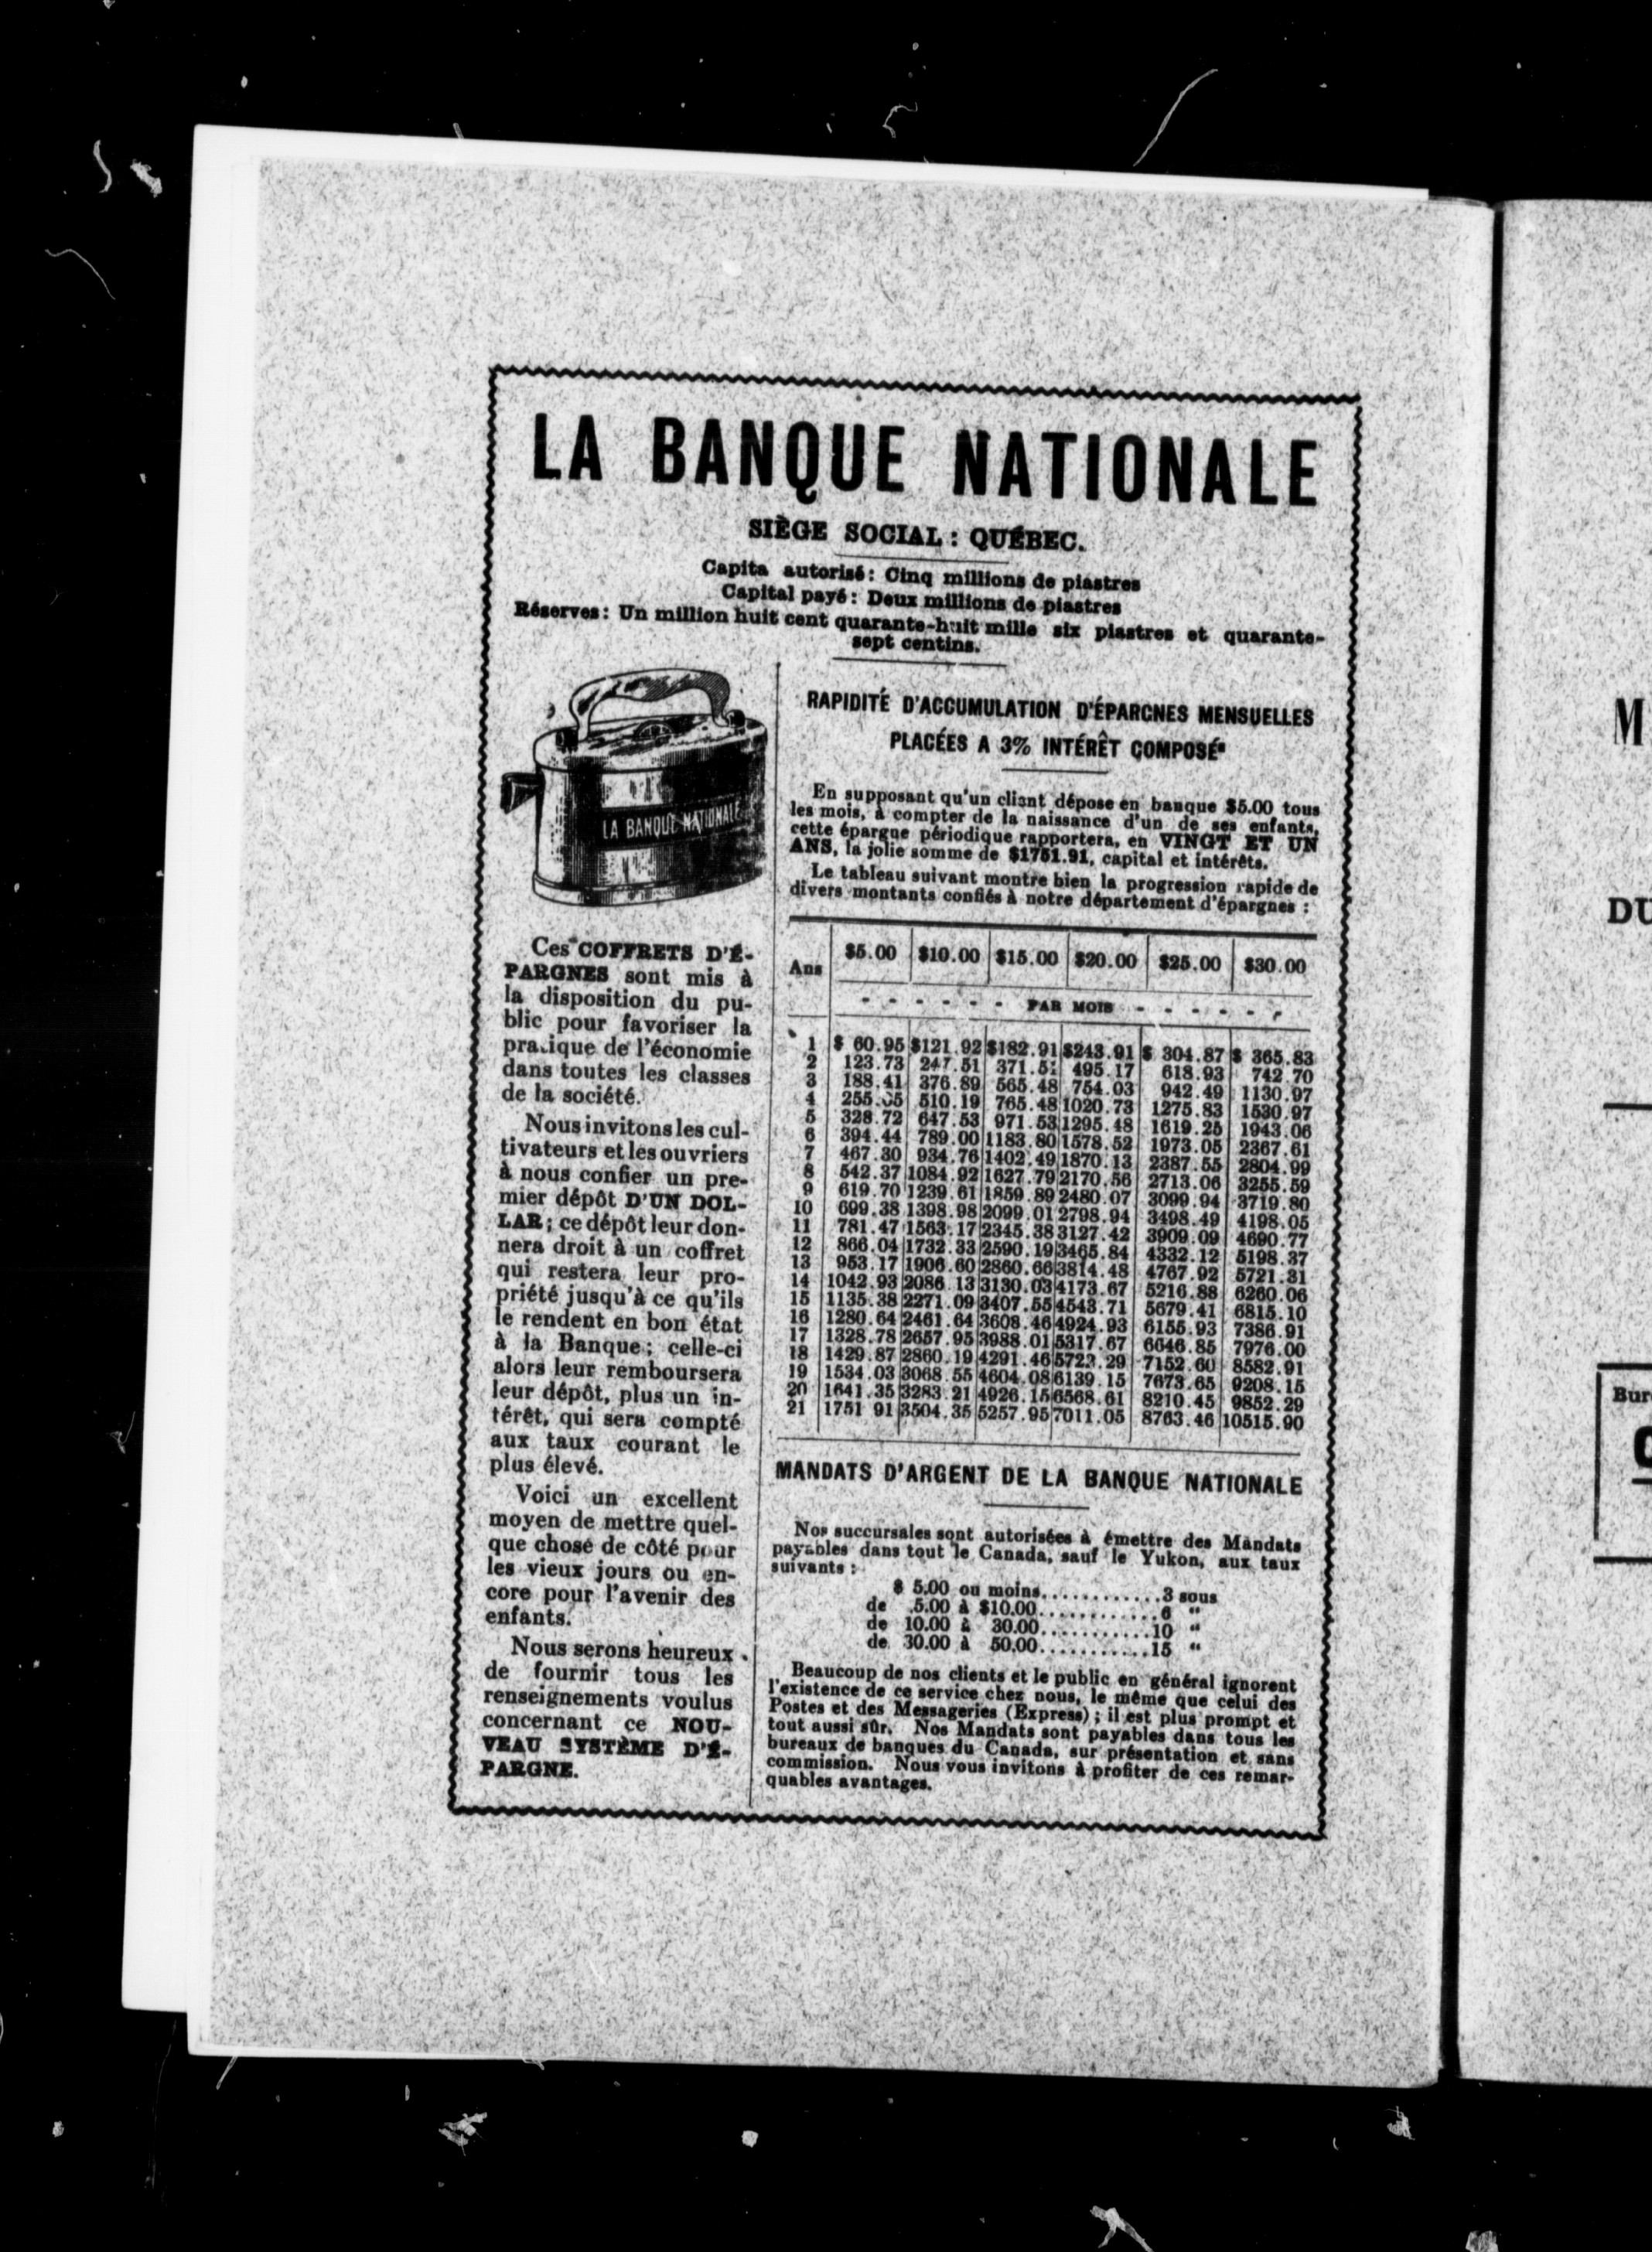 LA BANQUE NATIONALE
SIÈGE SOCIAL : QUÉBEC.
Capita autorisé : Cinq millions de piastres
Capital payé : Deux millions de piastres
Réserves : Un million huit cent quarante-huit mille six piastres et quarante-
sept centins.
LA BANQUE NATIONALE
Ces COFFRETS D'É-
PARGNES sont mis à
la disposition du pu-
blic pour favoriser la
pratique de l'économie
dans toutes les classes
de la société.
Nous invitons les cul-
tivateurs et les ouvriers
à nous confier un pre-
mier dépôt D'UN DOL-
LAR ; ce dépôt leur don-
nera droit à un coffret
qui restera leur pro-
priété jusqu'à ce qu'ils
le rendent en bon état
à la Banque ; celle-ci
alors leur remboursera
leur dépôt, plus un in-
térêt, qui sera compté
aux taux courant le
plus élevé.
Voici un excellent
moyen de mettre quel-
que chose de côté pour
les vieux jours ou en-
core pour l'avenir des
enfants.
Nous serons heureux
de fournir tous les
renseignements voulus
concernant ce NOU-
VEAU SYSTÈME D'É-
PARGNE.
RAPIDITÉ D'ACCUMULATION D'ÉPARGNES MENSUELLES
PLACÉES A 3% INTÉRÊT COMPOSÉ
En supposant qu'un client dépose en banque $5.00 tous
les mois, à compter de la naissance d'un de ses enfants,
cette épargne périodique rapportera, en VINGT ET UN
ANS, la jolie somme de $1751.91, capital et intérêts.
Le tableau suivant montre bien la progression rapide de
divers montants confiés à notre département d'épargnes :
Ans $5.00 $10.00 $15.00 $20.00 $25.00 $30.00
- - - - - - PAR MOIS - - - - - -
1 $ 60.95 $121.92 $182.91 $243.91 $ 304.87 $ 365.83
2 123.73 247.51 371.51 495.17 618.93 742.70
3 188.41 376.89 565.48 754.03 942.49 1130.97
4 255.05 510.19 765.48 1020.73 1275.83 1530.97
5 328.72 647.53 971.53 1295.48 1619.25 1943.06
6 394.44 789.00 1183.80 1578.52 1973.05 2367.61
7 467.30 934.76 1402.49 1870.13 2387.55 2804.99
8 542.37 1084.92 1627.79 2170.56 2713.06 3255.59
9 619.70 1239.61 1859.89 2480.07 3099.94 3719.80
10 699.38 1398.98 2099.01 2798.94 3498.49 4198.05
11 781.47 1563.17 2345.38 3127.42 3909.09 4690.77
12 866.04 1732.33 2590.19 3465.84 4332.12 5198.37
13 953.17 1906.60 2860.66 3814.48 4767.92 5721.31
14 1042.93 2086.13 3130.03 4173.67 5216.88 6260.06
15 1135.38 2271.09 3407.55 4543.71 5679.41 6815.10
16 1280.64 2461.64 3608.46 4924.93 6155.93 7386.91
17 1328.78 2657.95 3988.01 5317.67 6646.85 7976.00
18 1429.87 2860.19 4291.46 5722.29 7152.60 8582.91
19 1534.03 3068.55 4604.08 6139.15 7673.65 9208.15
20 1641.35 3283.21 4926.15 6568.61 8210.45 9852.29
21 1751 91 3504.35 5257.95 7011.05 8763.46 10515.90
MANDATS D'ARGENT DE LA BANQUE NATIONALE
Nos succursales sont autorisées à émettre des Mandats
payables dans tout le Canada, sauf le Yukon, aux taux
suivants :
$ 5.00 ou moins............3 sous
de 5.00 à $10.00............6 "
de 10.00 à 30.00...........10 "
de 30.00 à 50.00...........15 "
Beaucoup de nos clients et le public en général ignorent
l'existence de ce service chez nous, le même que celui des
Postes et des Messageries (Express) ; il est plus prompt et
tout aussi sûr. Nos Mandats sont payables dans tous les
bureaux de banques du Canada, sur présentation et sans
commission. Nous vous invitons à profiter de ces remar-
quables avantages.
M
DU
Bur